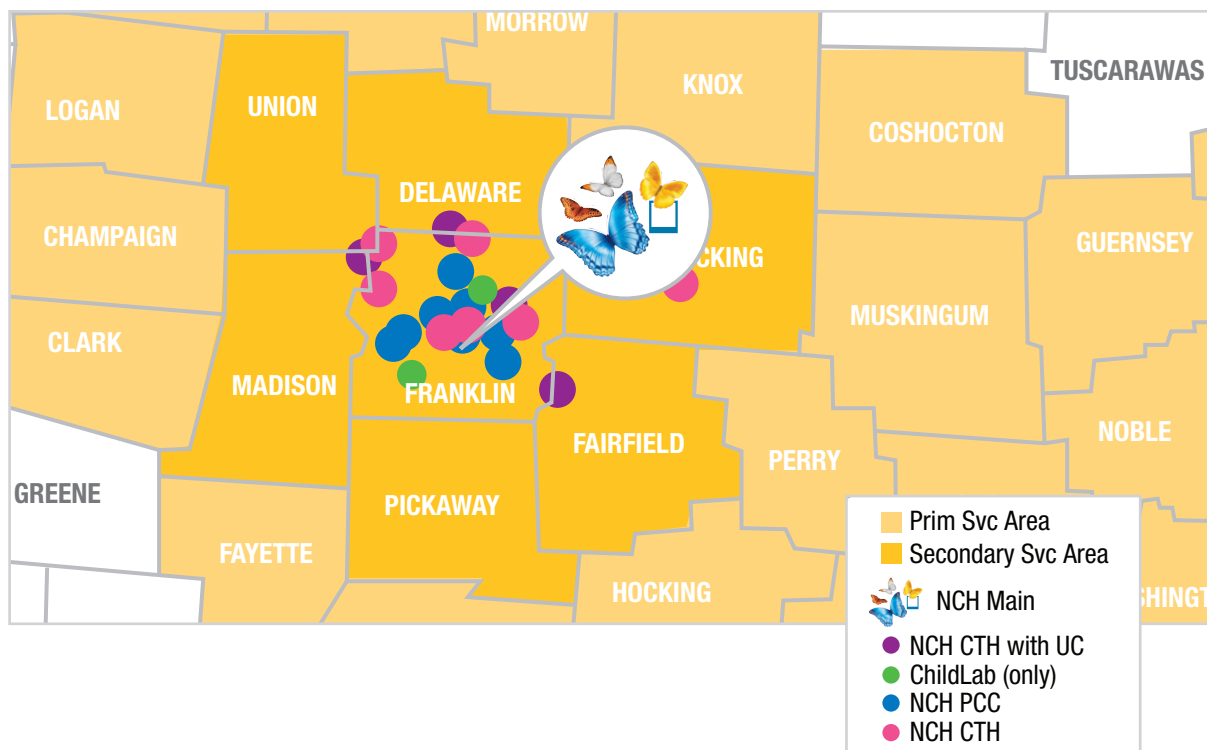 MORROW
TUSCARAWAS
KNOX
LOGAN
UNION
COSHOCTON
DELAWARE
CHAMPAIGN
GUERNSEY
CKING
MUSKINGUM
CLARK
MADISON
FRANKLIN
NOBLE
FAIRFIELD
PERRY
GREENE
PICKAWAY
FAYETTE
HOCKING
SHINGT
Prim Svc Area
Secondary Svc Area
NCH Main
NCH CTH with UC
ChildLab (only)
NCH PCC
NCH CTH